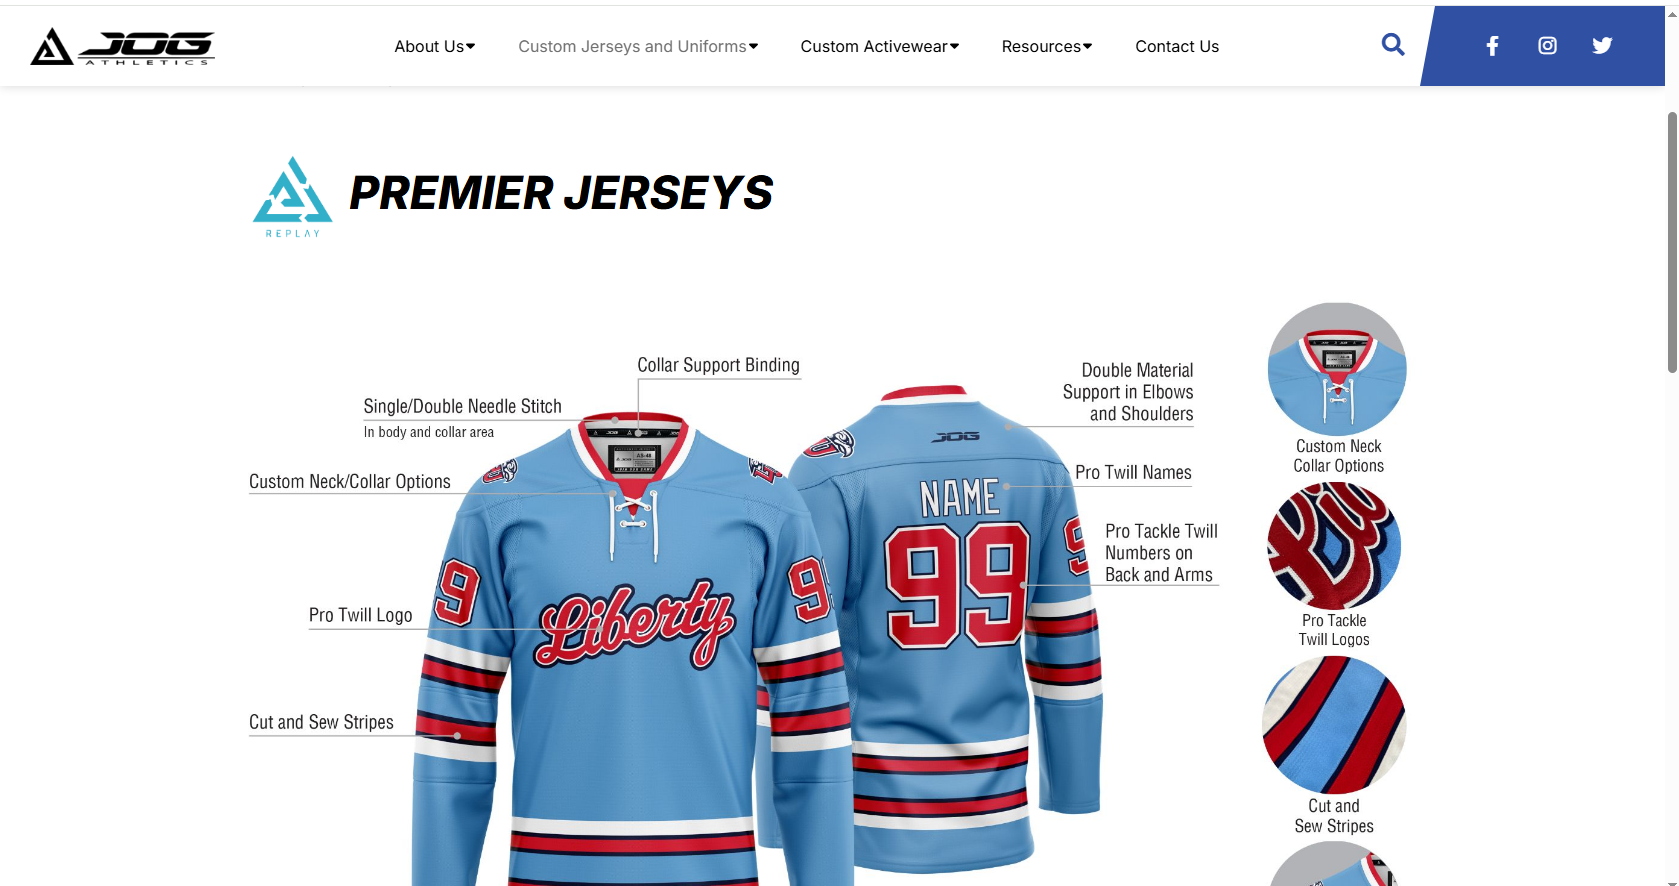 JOG
ATHLETICS
About Us
Custom Jerseys and Uniforms
Custom Activewear
Resources
Contact Us
REPLAY
PREMIER JERSEYS
Collar Support Binding
Single/Double Needle Stitch
In body and collar area
Custom Neck/Collar Options
Pro Twill Logo
Cut and Sew Stripes
Double Material
Support in Elbows
and Shoulders
Pro Twill Names
Pro Tackle Twill
Numbers on
Back and Arms
JOG
NAME
99
9
9
9
Liberty
Custom Neck
Collar Options
Pro Tackle
Twill Logos
Cut and
Sew Stripes